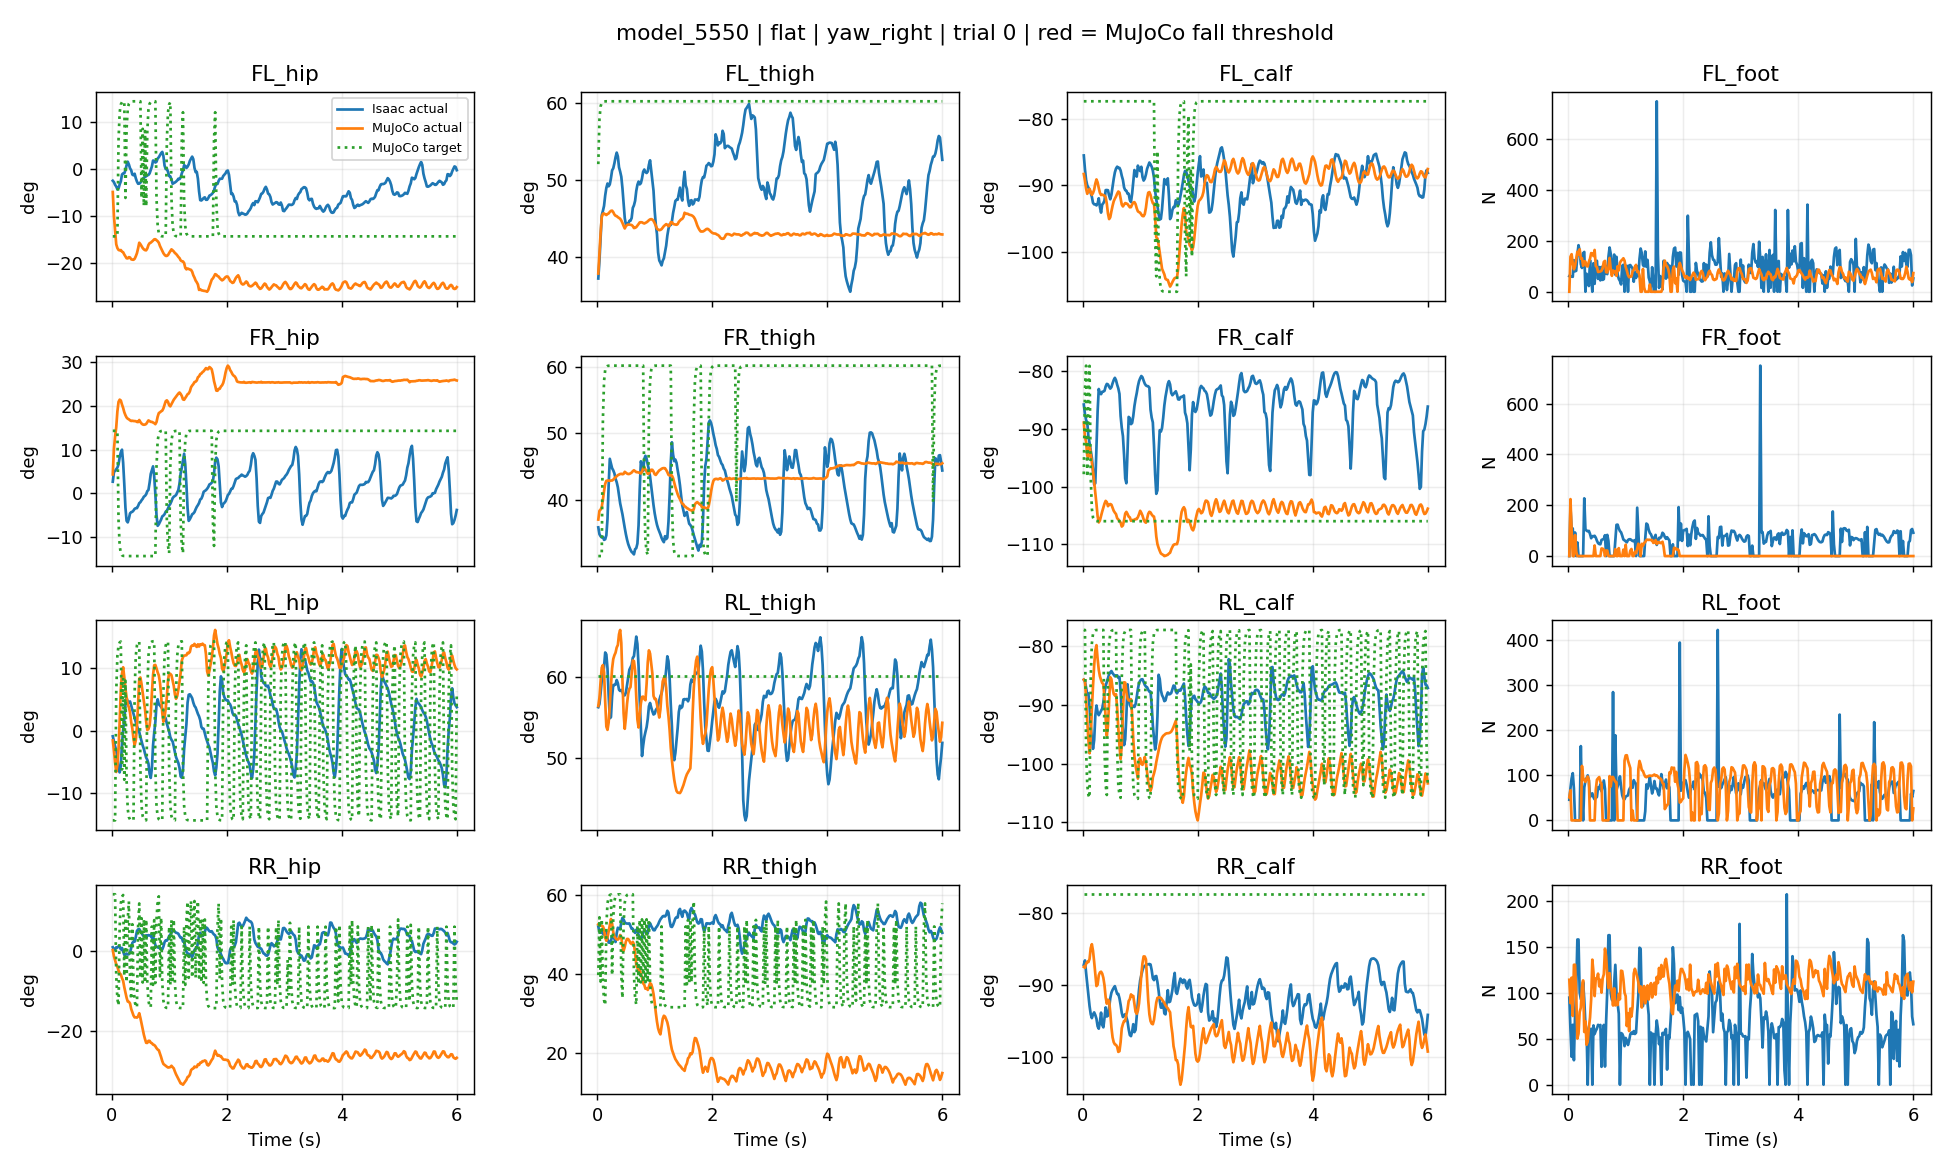 model_5550 | flat | yaw_right | trial 0 | red = MuJoCo fall threshold
FL_hip
FL_thigh
FL_calf
FL_foot
Isaac actual
MuJoCo actual
MuJoCo target
deg
10
0
−10
−20
deg
60
50
40
deg
−80
−90
−100
N
600
400
200
0
FR_hip
FR_thigh
FR_calf
FR_foot
deg
30
20
10
0
−10
deg
60
50
40
deg
−80
−90
−100
−110
N
600
400
200
0
RL_hip
RL_thigh
RL_calf
RL_foot
deg
10
0
−10
deg
60
50
deg
−80
−90
−100
−110
N
400
300
200
100
0
RR_hip
RR_thigh
RR_calf
RR_foot
deg
0
−20
deg
60
40
20
deg
−80
−90
−100
N
200
150
100
50
0
0 2 4 6
0 2 4 6
0 2 4 6
0 2 4 6
Time (s)
Time (s)
Time (s)
Time (s)